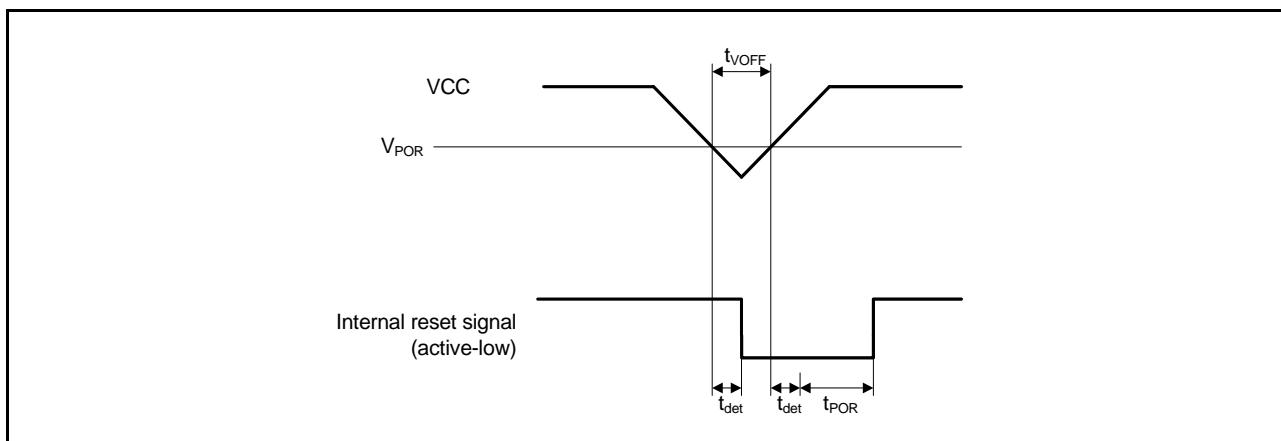 tVOFF
VCC
VPOR
Internal reset signal
(active-low)
tdet
tdet
tPOR